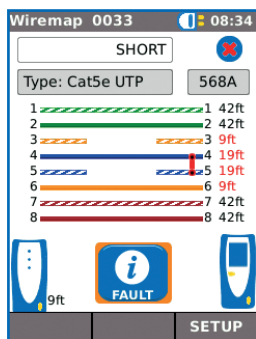 Wiremap 0033 08:34
SHORT
Type: Cat5e UTP 568A
1 1 42ft
2 2 42ft
3 3 9ft
4 4 19ft
5 5 19ft
6 6 9ft
7 7 42ft
8 8 42ft
9ft
i
FAULT
SETUP